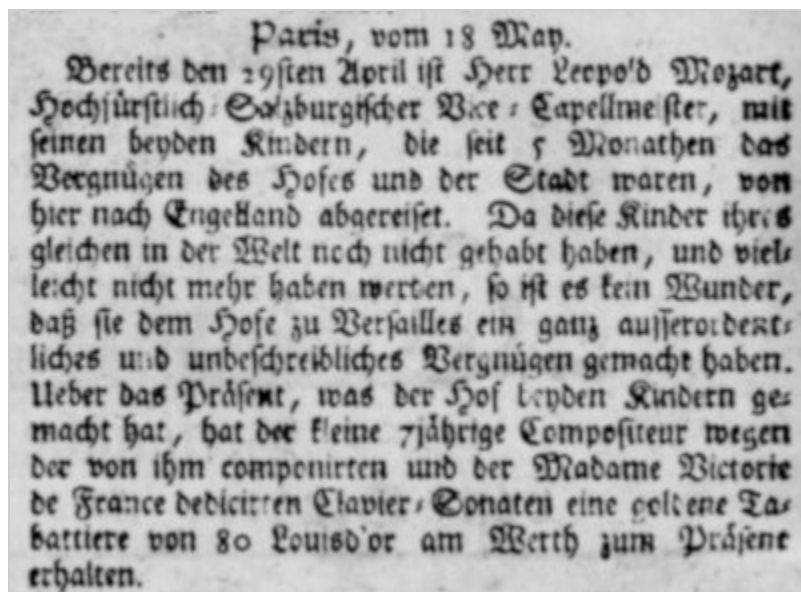 Paris, vom 18 May.
Bereits den 29sten April ist Herr Leopo'd Mozart,
Hochfürstlich-Salzburgischer Vice-Capellmeister, mit
seinen beyden Kindern, die seit 5 Monathen das
Vergnügen des Hofes und der Stadt waren, von
hier nach Engelland abgereiset. Da diese Kinder ihres
gleichen in der Welt noch nicht gehabt haben, und viel-
leicht nicht mehr haben werden, so ist es kein Wunder,
daß sie dem Hofe zu Versailles ein ganz ausserordent-
liches und unbeschreibliches Vergnügen gemacht haben.
Ueber das Präsent, was der Hof beyden Kindern ge-
macht hat, hat der kleine 7jährige Compositeur wegen
der von ihm componirten und der Madame Victorie
de France dedicirten Clavier-Sonaten eine goldene Ta-
battiere von 80 Louisd'or am Werth zum Präsent
erhalten.